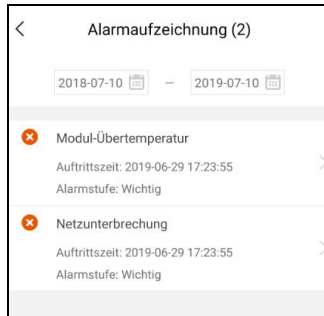 Alarmaufzeichnung (2)
2018-07-10 – 2019-07-10
Modul-Übertemperatur
Auftrittszeit: 2019-06-29 17:23:55
Alarmstufe: Wichtig
Netzunterbrechung
Auftrittszeit: 2019-06-29 17:23:55
Alarmstufe: Wichtig